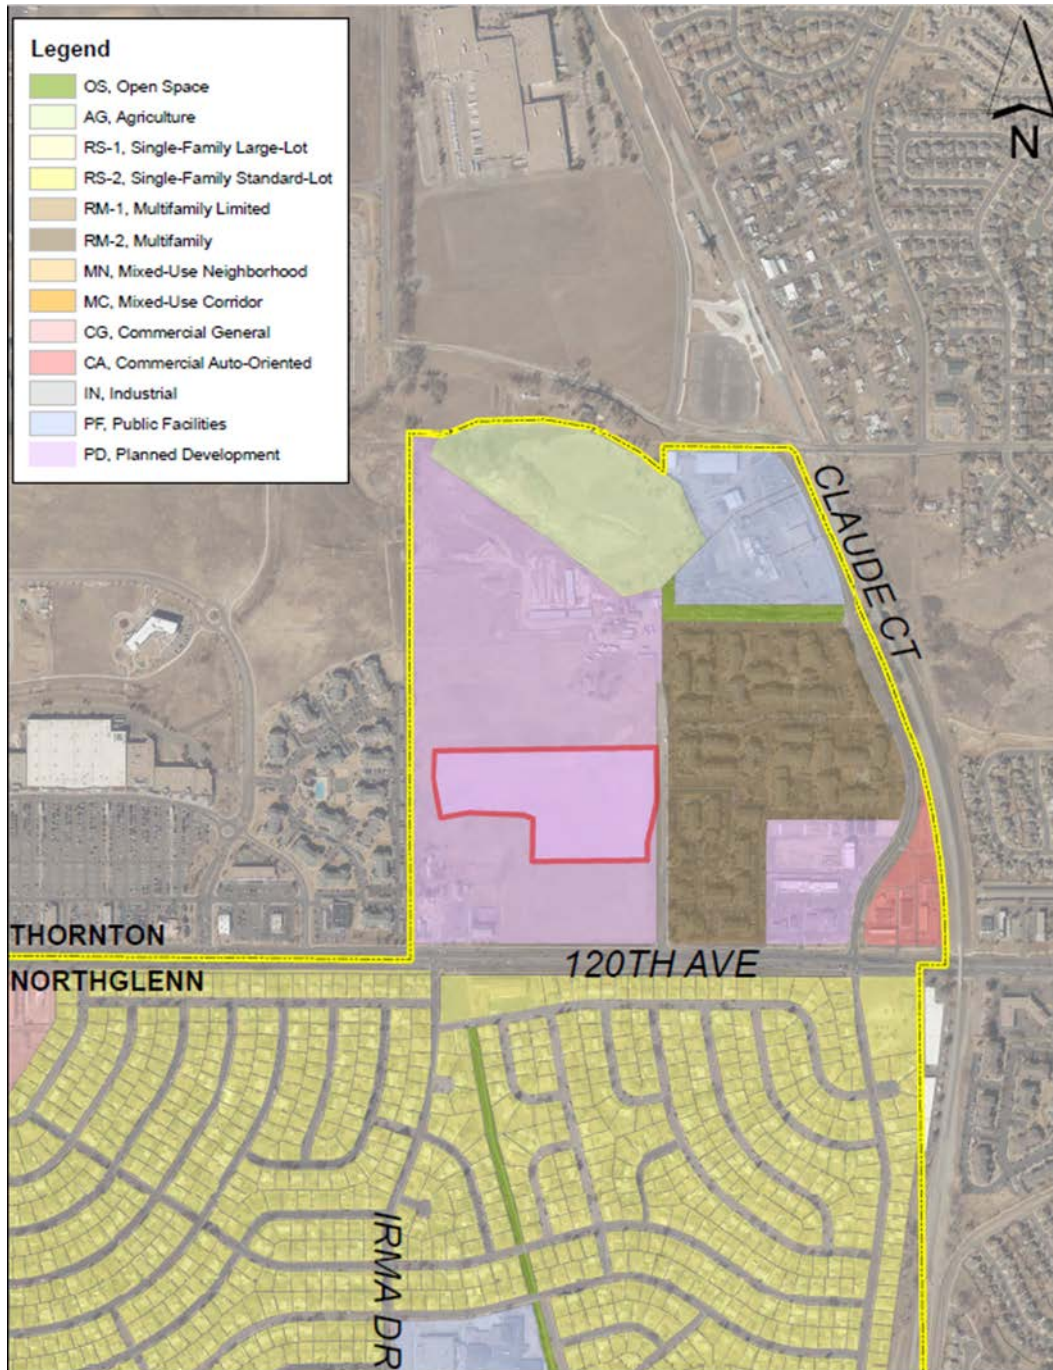 Legend
OS, Open Space
AG, Agriculture
RS-1, Single-Family Large-Lot
RS-2, Single-Family Standard-Lot
RM-1, Multifamily Limited
RM-2, Multifamily
MN, Mixed-Use Neighborhood
MC, Mixed-Use Corridor
CG, Commercial General
CA, Commercial Auto-Oriented
IN, Industrial
PF, Public Facilities
PD, Planned Development
N
CLAUDE CT
THORNTON
120TH AVE
NORTHGLENN
IRMA DR